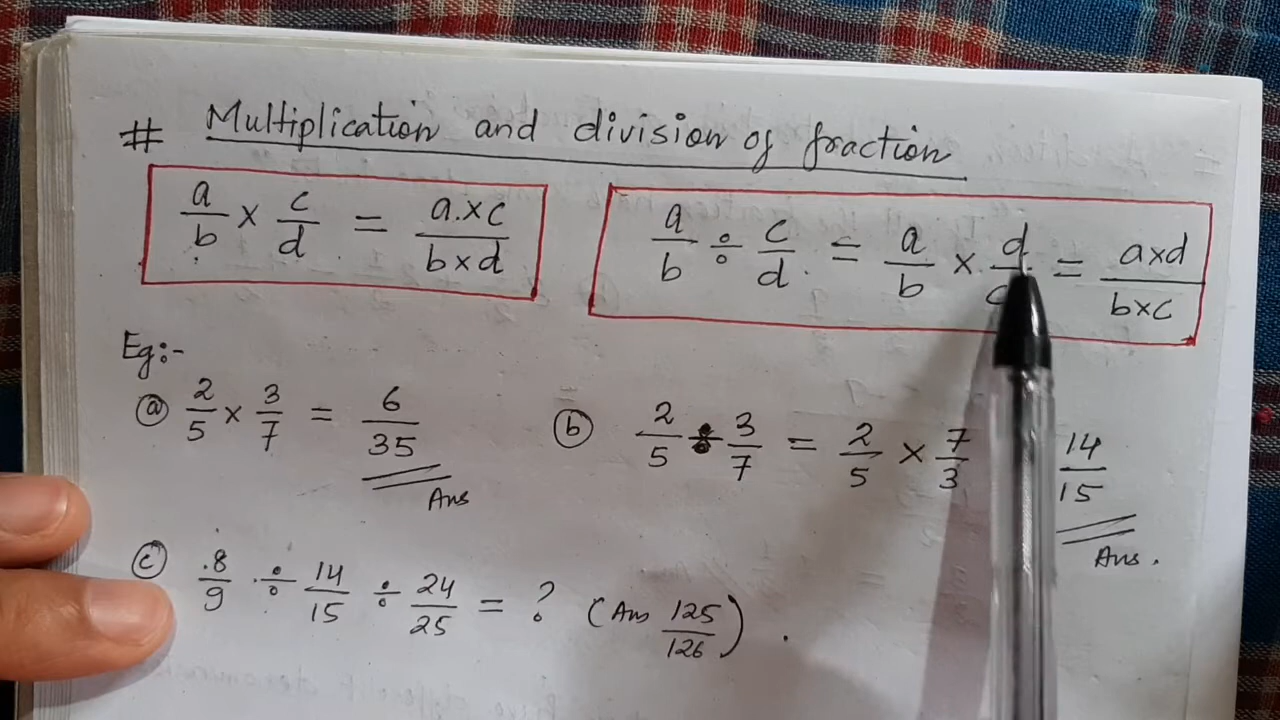 # Multiplication and division of fraction
a/b × c/d = a.×c/b×d
a/b ÷ c/d. = a/b × d/c = a×d/b×c
Eg:-
ⓐ 2/5 × 3/7 = 6/35 Ans
ⓑ 2/5 ÷ 3/7 = 2/5 × 7/3 14/15 Ans.
ⓒ .8/9 ÷ 14/15 ÷ 24/25 = ? (Ans 125/126) .